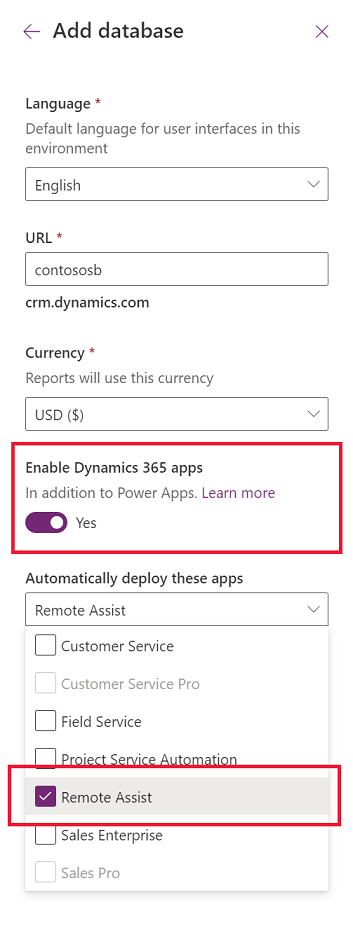 Add database
Language *
Default language for user interfaces in this
environment
English
URL *
contososb
crm.dynamics.com
Currency *
Reports will use this currency
USD ($)
Enable Dynamics 365 apps
In addition to Power Apps. Learn more
Yes
Automatically deploy these apps
Remote Assist
Customer Service
Customer Service Pro
Field Service
Project Service Automation
Remote Assist
Sales Enterprise
Sales Pro